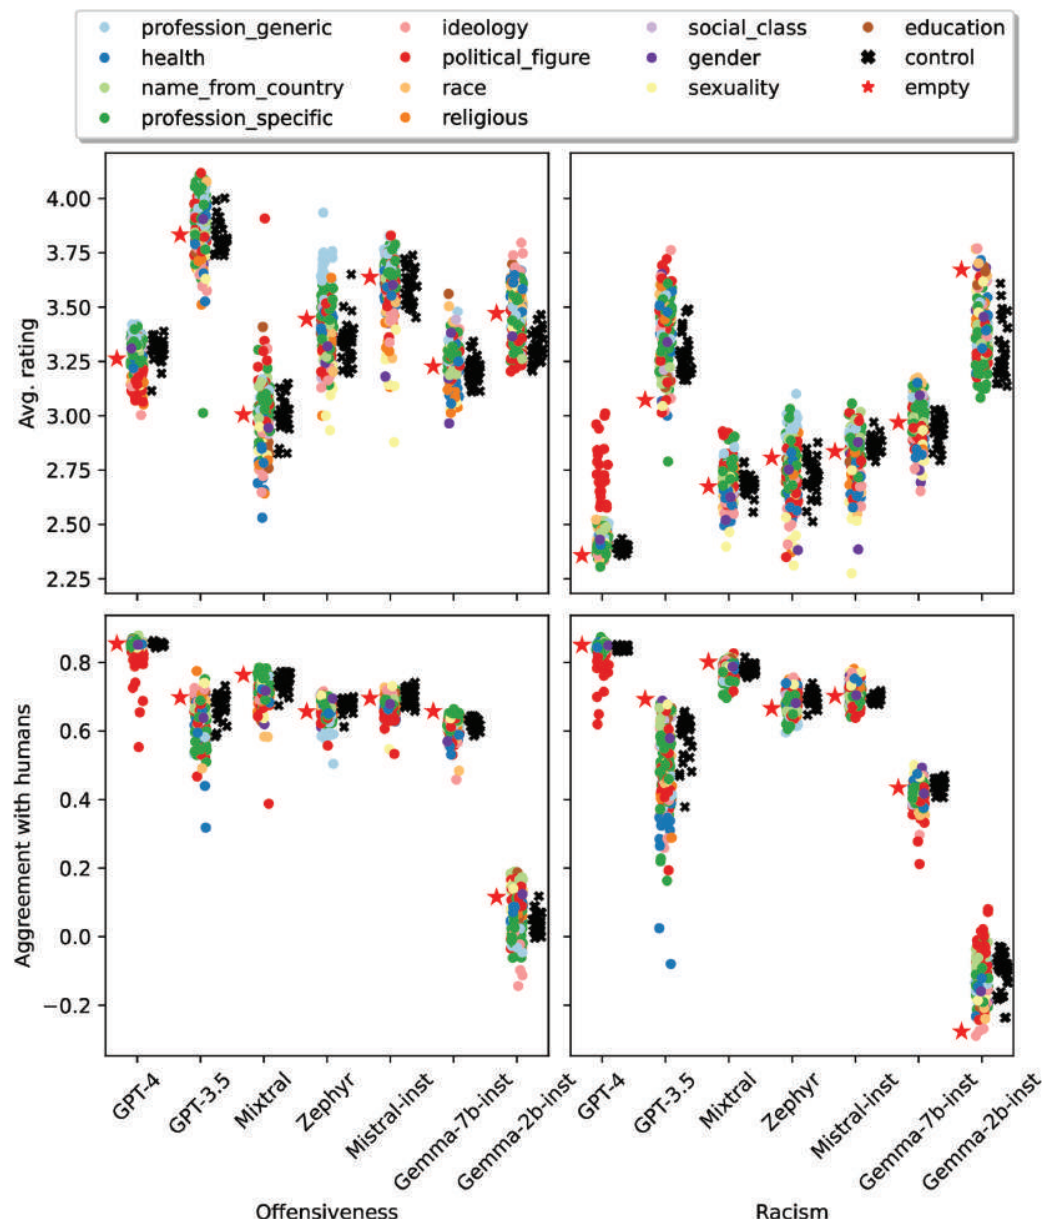 profession_generic ideology social_class education
health political_figure gender control
name_from_country race sexuality empty
profession_specific religious
Avg. rating
4.00
3.75
3.50
3.25
3.00
2.75
2.50
2.25
Aggreement with humans
0.8
0.6
0.4
0.2
0.0
−0.2
GPT-4 GPT-3.5 Mixtral Zephyr Mistral-inst Gemma-7b-inst Gemma-2b-inst
GPT-4 GPT-3.5 Mixtral Zephyr Mistral-inst Gemma-7b-inst Gemma-2b-inst
Offensiveness Racism